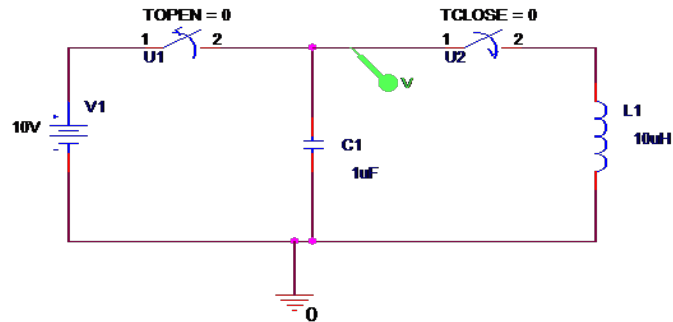 TOPEN = 0
TCLOSE = 0
1
2
U1
1
2
U2
V
V1
10V
+
-
C1
1uF
L1
10uH
0